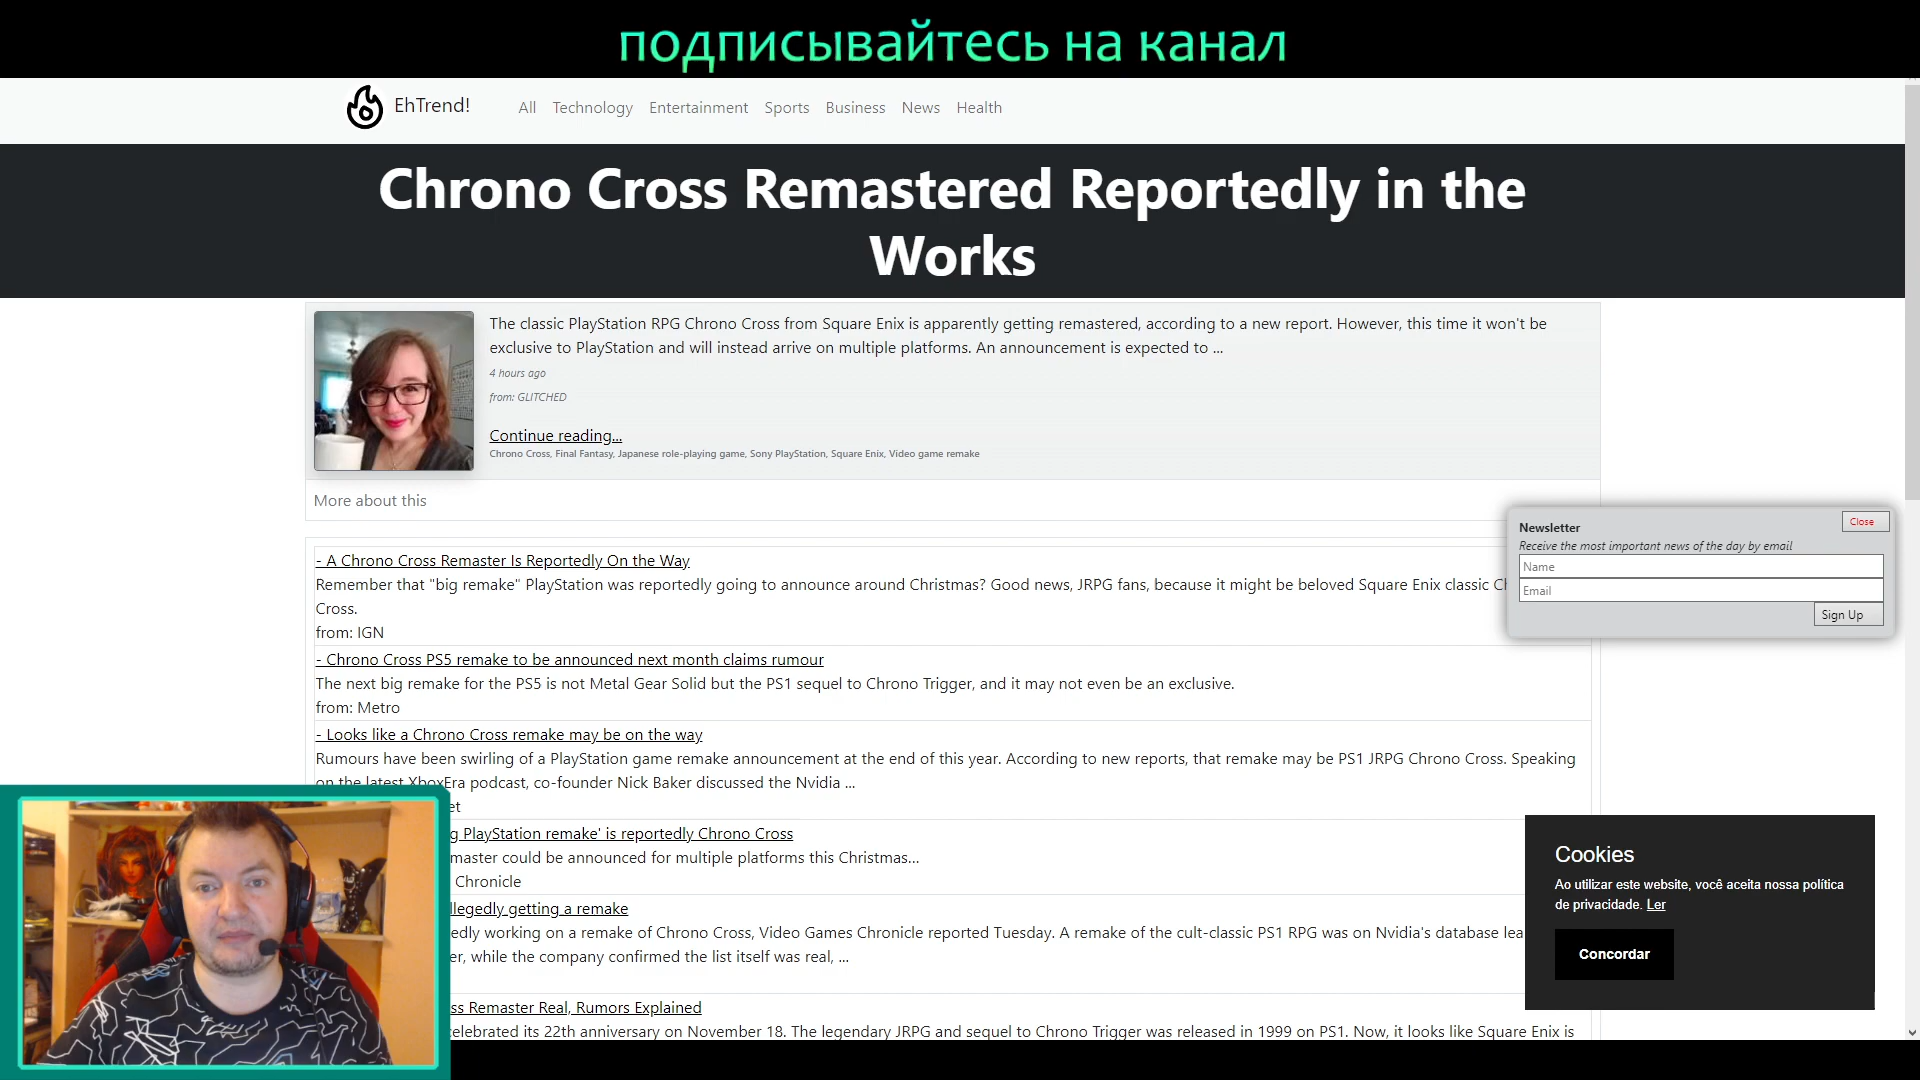 подписывайтесь на канал
EhTrend!
All Technology Entertainment Sports Business News Health
Chrono Cross Remastered Reportedly in the
Works
The classic PlayStation RPG Chrono Cross from Square Enix is apparently getting remastered, according to a new report. However, this time it won't be
exclusive to PlayStation and will instead arrive on multiple platforms. An announcement is expected to ...
4 hours ago
from: GLITCHED
Continue reading...
Chrono Cross, Final Fantasy, Japanese role-playing game, Sony PlayStation, Square Enix, Video game remake
More about this
- A Chrono Cross Remaster Is Reportedly On the Way
Remember that "big remake" PlayStation was reportedly going to announce around Christmas? Good news, JRPG fans, because it might be beloved Square Enix classic
Cross.
from: IGN
- Chrono Cross PS5 remake to be announced next month claims rumour
The next big remake for the PS5 is not Metal Gear Solid but the PS1 sequel to Chrono Trigger, and it may not even be an exclusive.
from: Metro
- Looks like a Chrono Cross remake may be on the way
Rumours have been swirling of a PlayStation game remake announcement at the end of this year. According to new reports, that remake may be PS1 JRPG Chrono Cross. Speaking
on the latest XboxEra podcast, co-founder Nick Baker discussed the Nvidia ...
PlayStation remake' is reportedly Chrono Cross
master could be announced for multiple platforms this Christmas...
Chronicle
llegedly getting a remake
edly working on a remake of Chrono Cross, Video Games Chronicle reported Tuesday. A remake of the cult-classic PS1 RPG was on Nvidia's database
er, while the company confirmed the list itself was real, ...
ss Remaster Real, Rumors Explained
celebrated its 22th anniversary on November 18. The legendary JRPG and sequel to Chrono Trigger was released in 1999 on PS1. Now, it looks like Square Enix is
Newsletter
Close
Receive the most important news of the day by email
Name
Email
Sign Up
Cookies
Ao utilizar este website, você aceita nossa política
de privacidade. Ler
Concordar